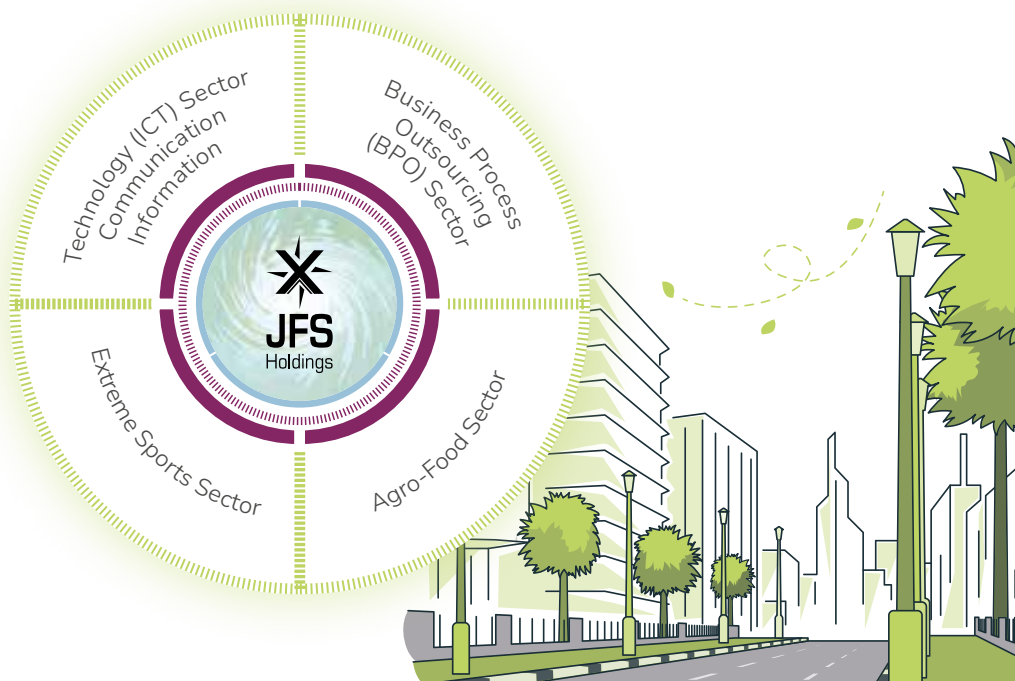 Technology (ICT) Sector
Communication
Information
Business Process
Outsourcing
(BPO) Sector
JFS
Holdings
Extreme Sports Sector
Agro-Food Sector